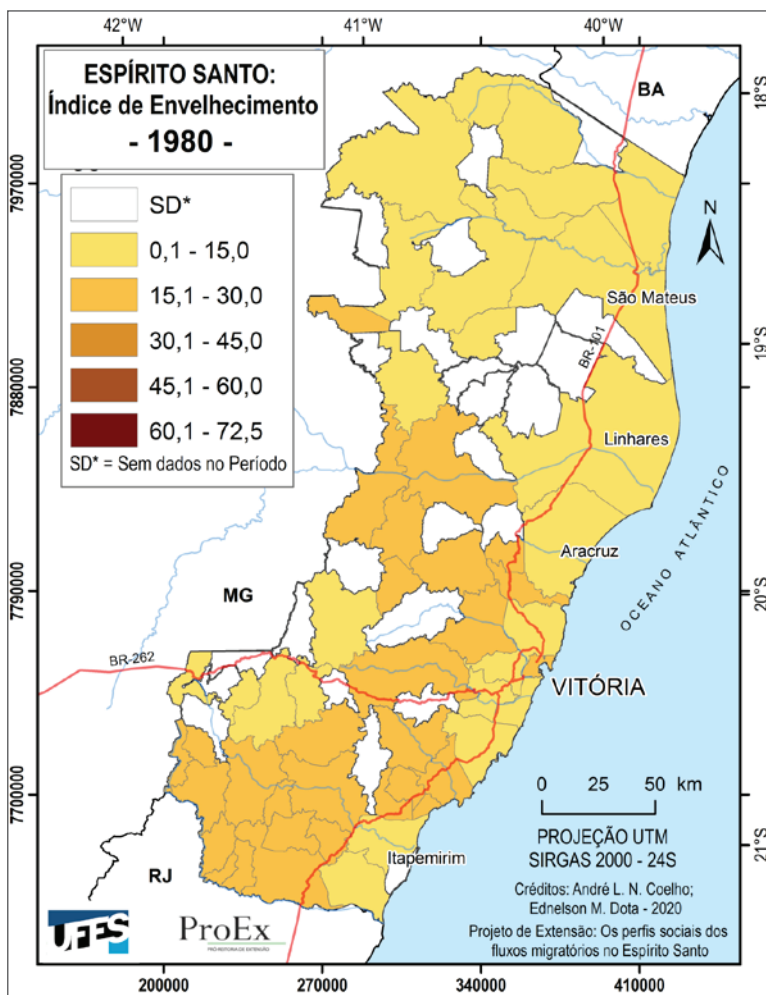 42°W 41°W 40°W
ESPÍRITO SANTO:
Índice de Envelhecimento
- 1980 -
SD*
0,1 - 15,0
15,1 - 30,0
30,1 - 45,0
45,1 - 60,0
60,1 - 72,5
SD* = Sem dados no Período
BA
18°S
7970000
N
São Mateus
BR-101
19°S
7880000
Linhares
OCEANO ATLÂNTICO
Aracruz
MG
7790000
20°S
BR-262
VITÓRIA
0 25 50 km
7700000
PROJEÇÃO UTM
SIRGAS 2000 - 24S
21°S
Itapemirim
RJ
Créditos: André L. N. Coelho;
Ednelson M. Dota - 2020
Projeto de Extensão: Os perfis sociais dos
fluxos migratórios no Espírito Santo
UFES
ProEx
PRÓ-REITORIA DE EXTENSÃO
200000 270000 340000 410000